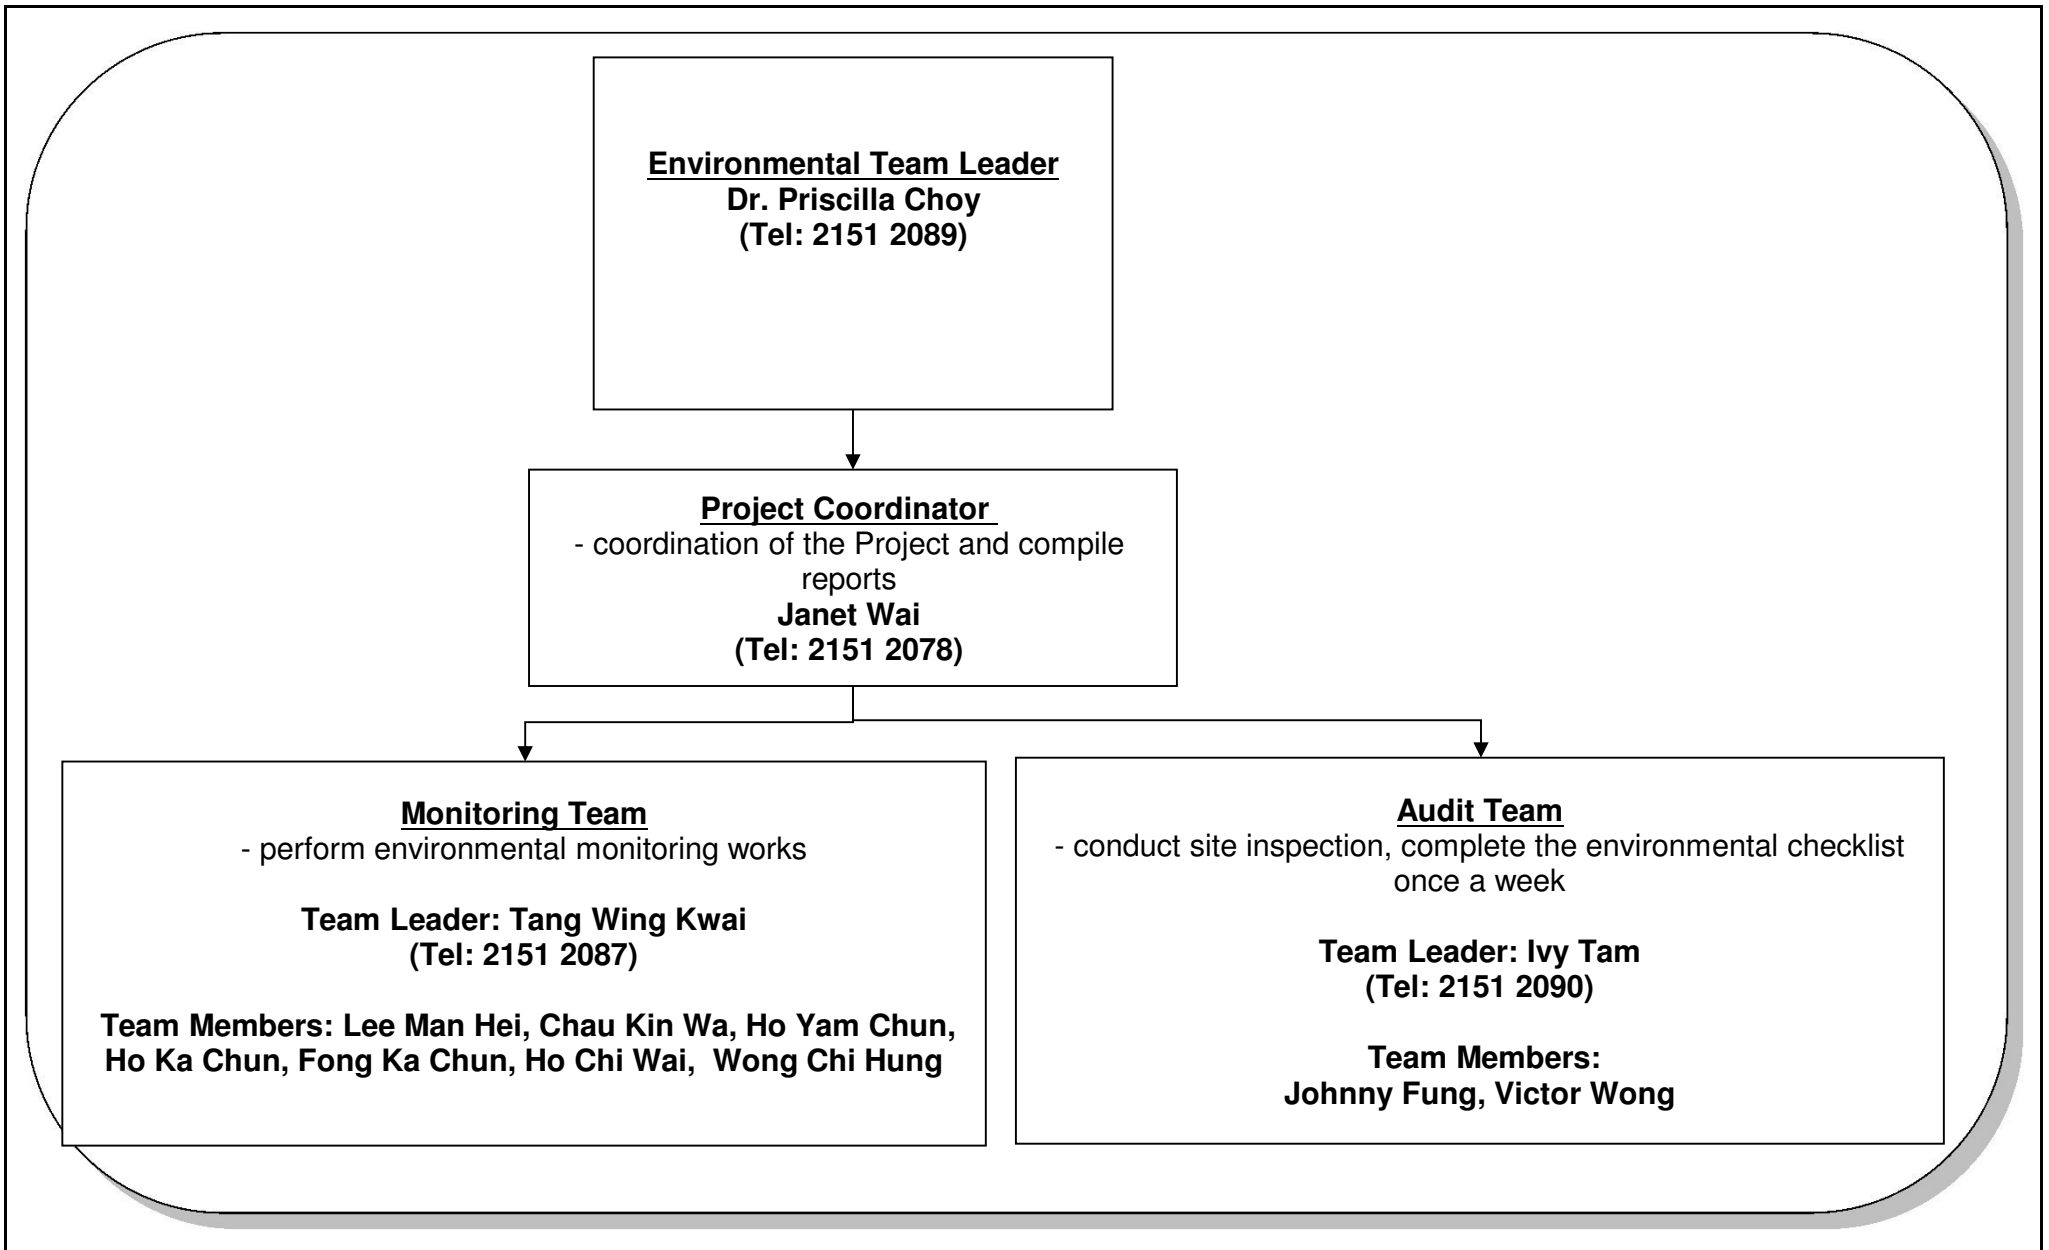 Environmental Team Leader
Dr. Priscilla Choy
(Tel: 2151 2089)
Project Coordinator
- coordination of the Project and compile
reports
Janet Wai
(Tel: 2151 2078)
Monitoring Team
- perform environmental monitoring works
Team Leader: Tang Wing Kwai
(Tel: 2151 2087)
Team Members: Lee Man Hei, Chau Kin Wa, Ho Yam Chun,
Ho Ka Chun, Fong Ka Chun, Ho Chi Wai,  Wong Chi Hung
Audit Team
- conduct site inspection, complete the environmental checklist
once a week
Team Leader: Ivy Tam
(Tel: 2151 2090)
Team Members:
Johnny Fung, Victor Wong